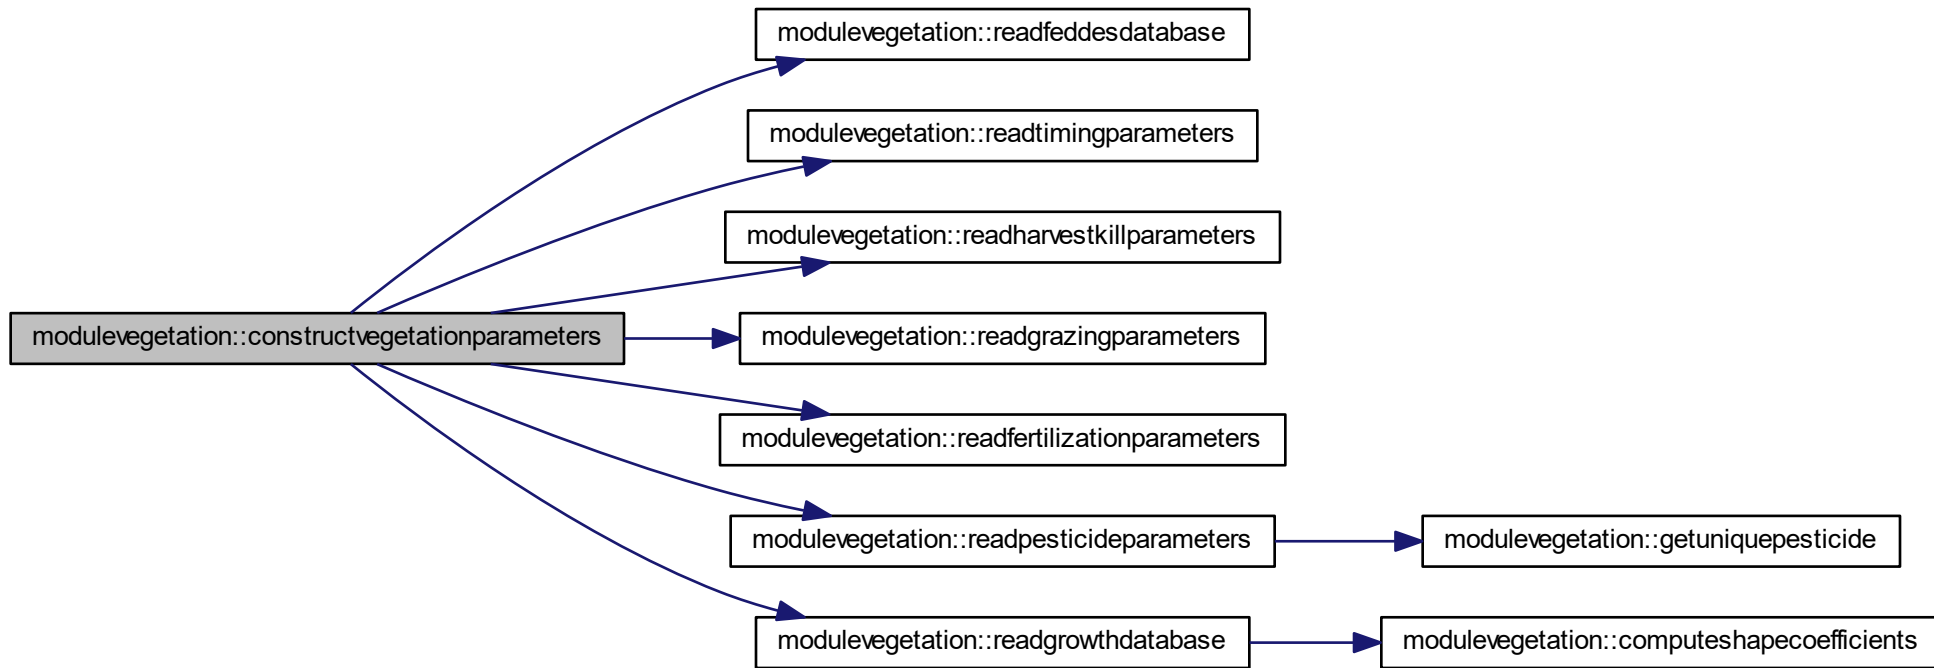 modulevegetation::readfeddesdatabase
modulevegetation::readtimingparameters
modulevegetation::readharvestkillparameters
modulevegetation::constructvegetationparameters
modulevegetation::readgrazingparameters
modulevegetation::readfertilizationparameters
modulevegetation::readpesticideparameters
modulevegetation::getuniquepesticide
modulevegetation::readgrowthdatabase
modulevegetation::computeshapecoefficients